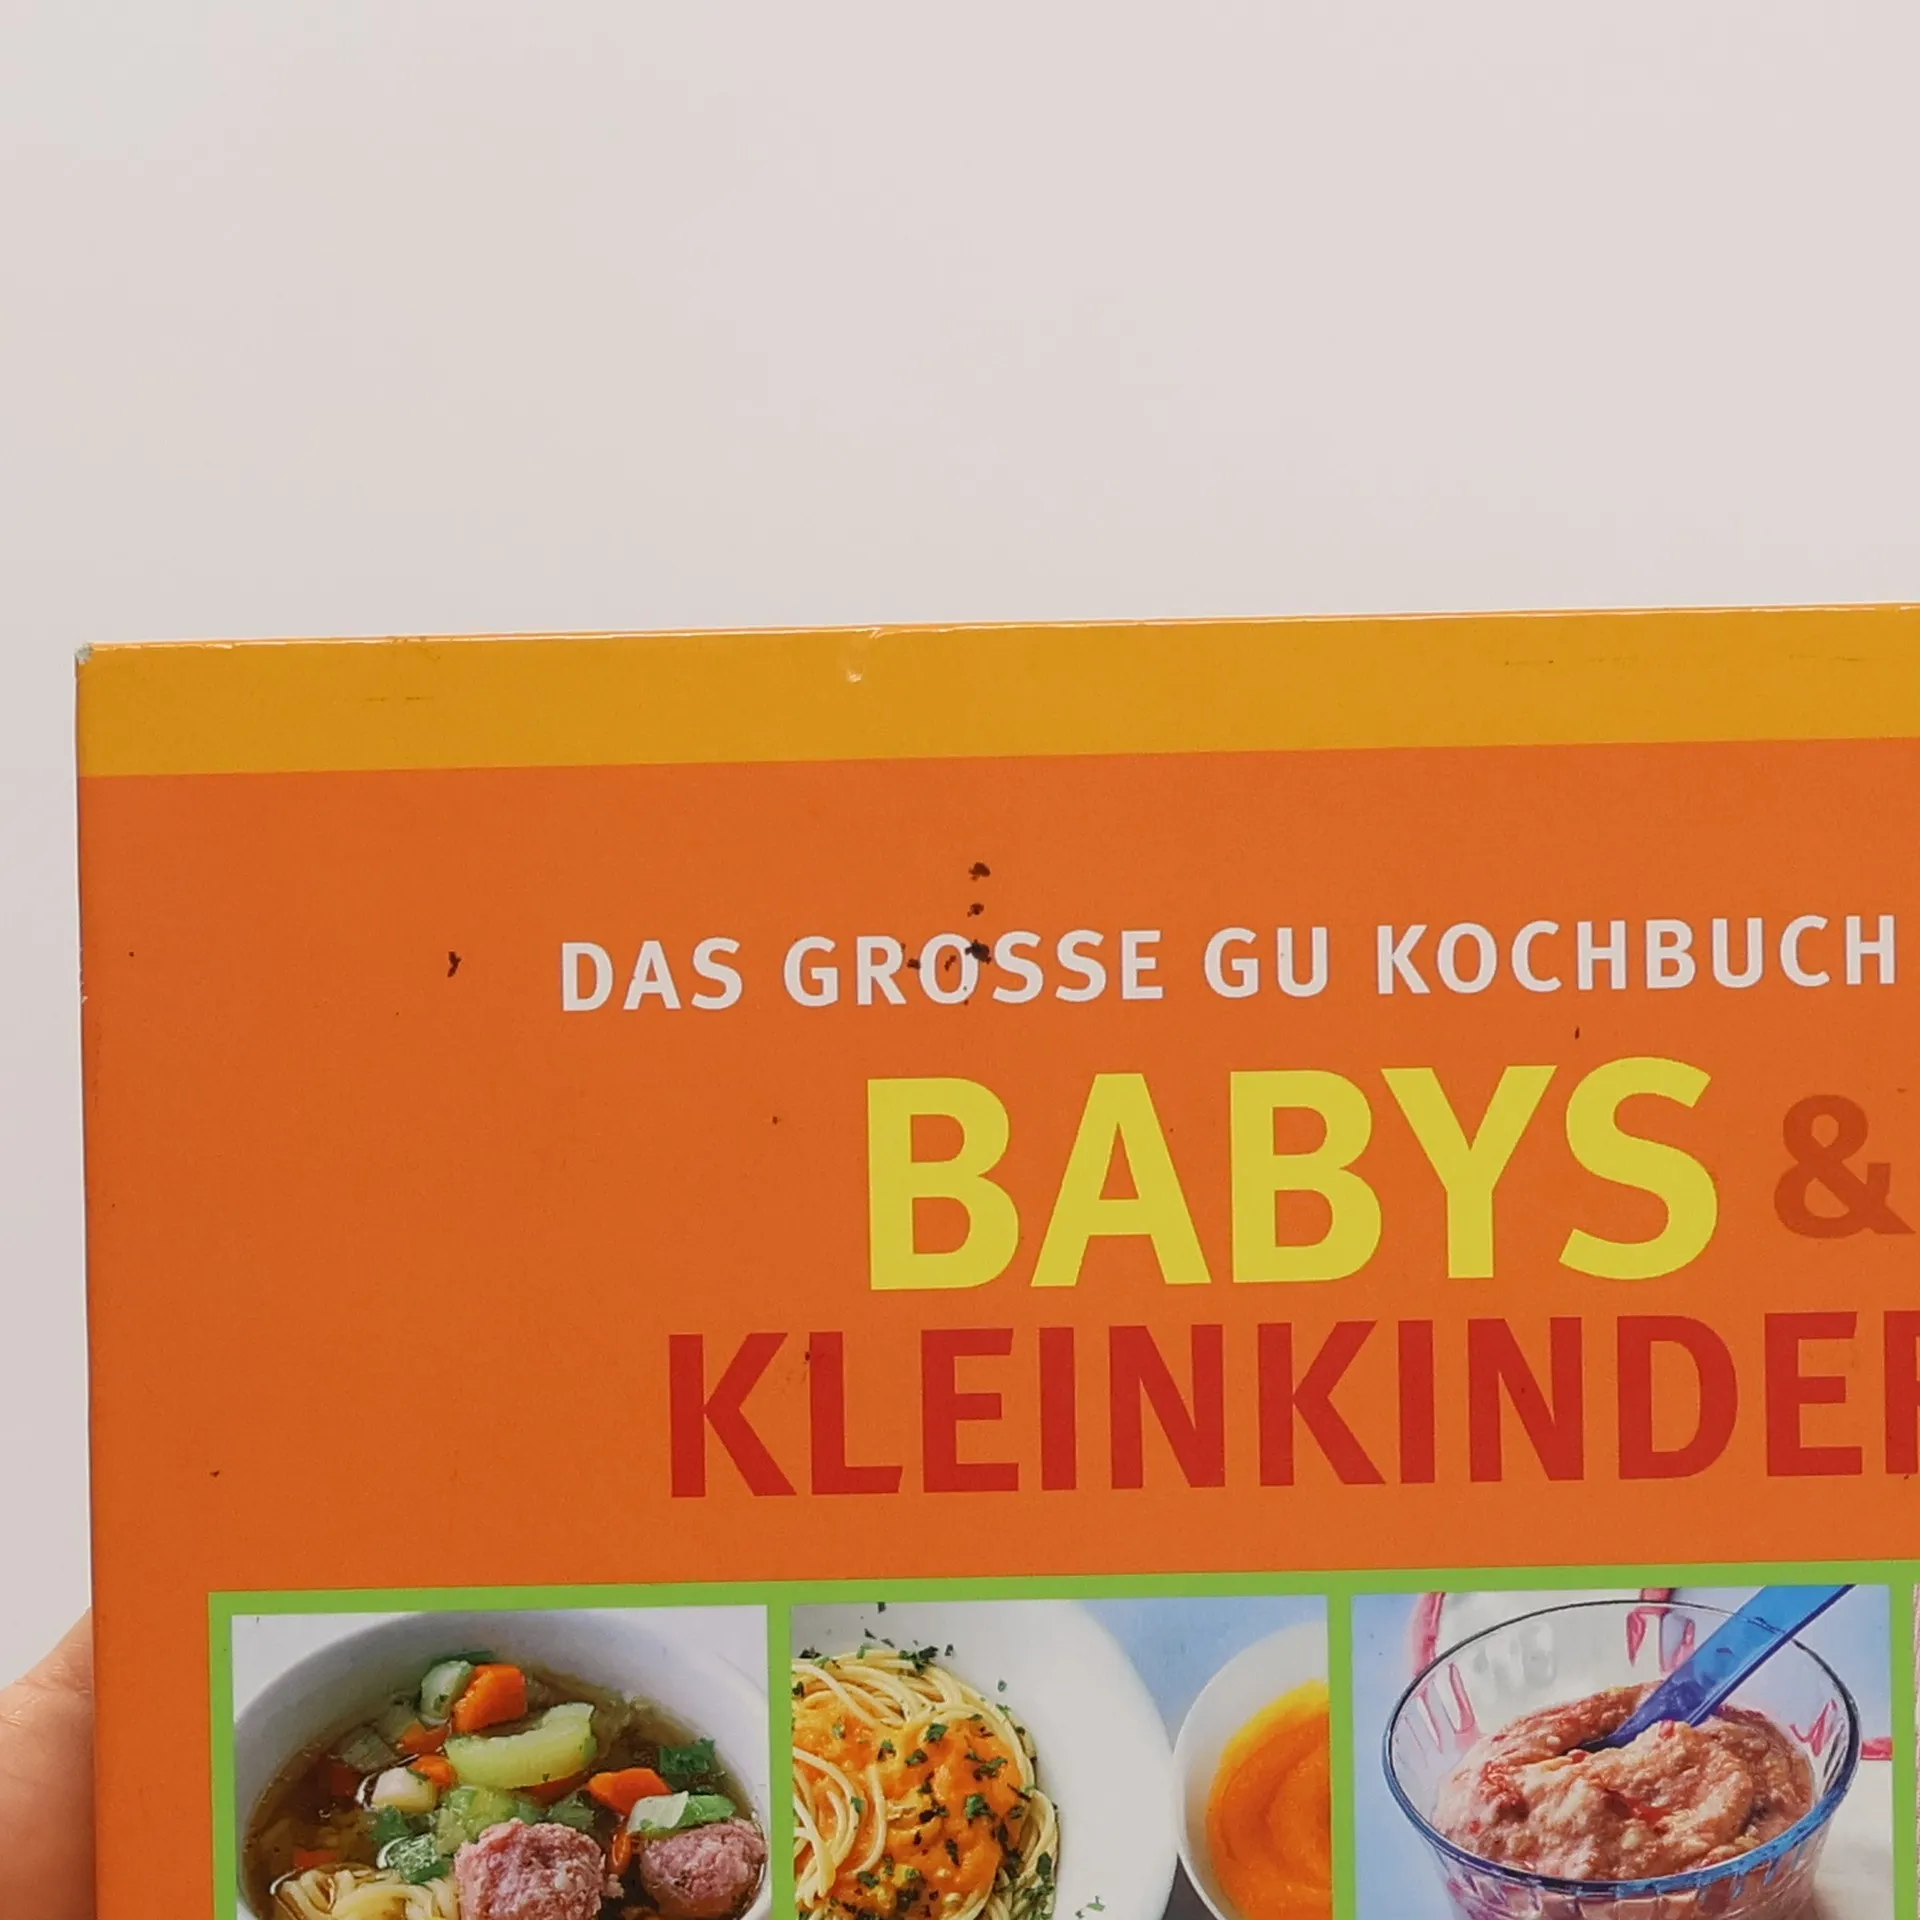 DAS GROSSE GU KOCHBUCH
BABYS &
KLEINKINDER